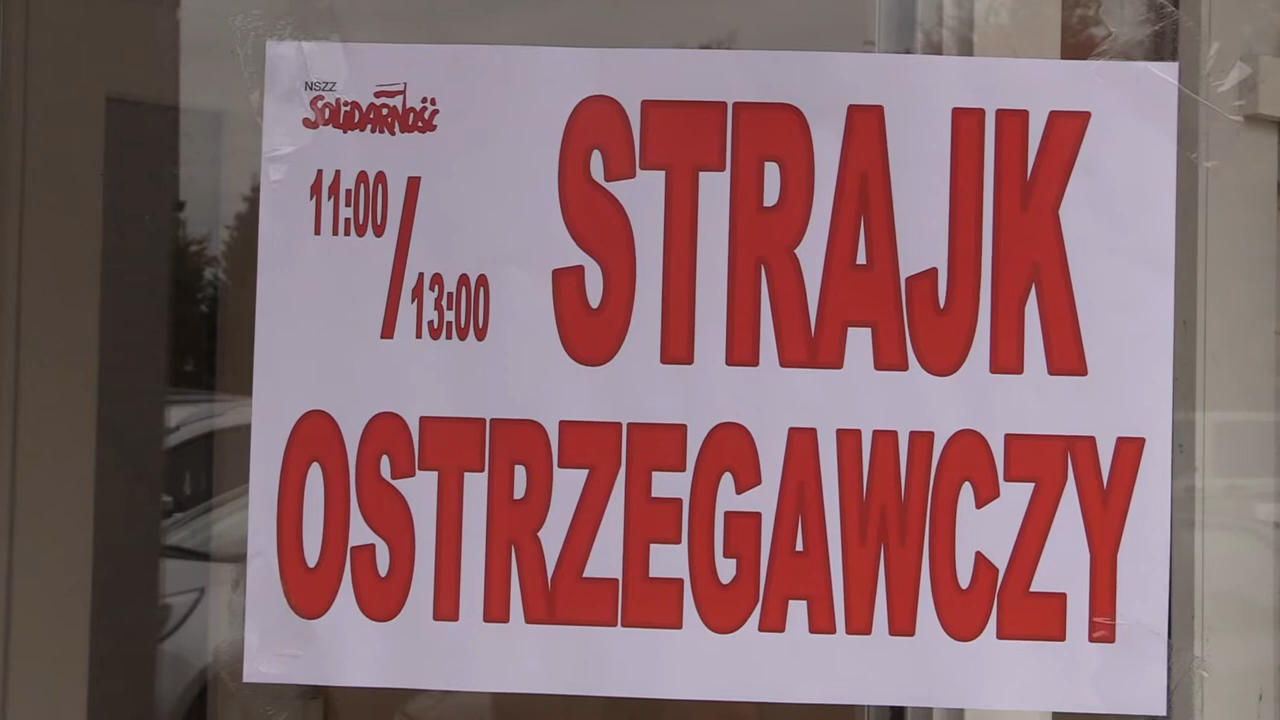 NSZZ
SOLIDARNOŚĆ
11:00/13:00
STRAJK
OSTRZEGAWCZY